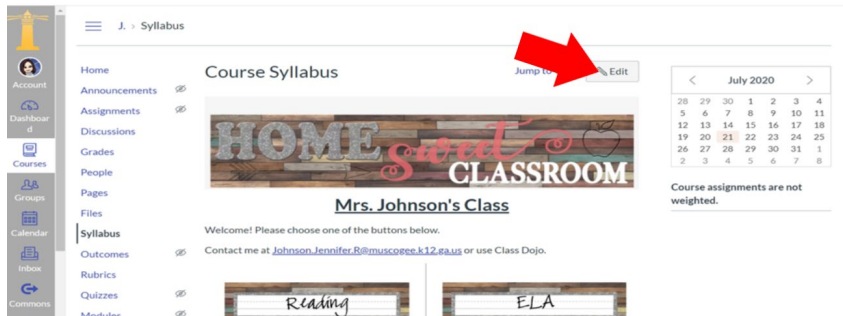 J. > Syllabus
Account
Dashboar
d
Courses
Groups
Calendar
Inbox
Commons
Home
Announcements
Assignments
Discussions
Grades
People
Pages
Files
Syllabus
Outcomes
Rubrics
Quizzes
Modules
Course Syllabus
Jump to
Edit
HOME
Sweet
CLASSROOM
Mrs. Johnson's Class
Welcome! Please choose one of the buttons below.
Contact me at Johnson.Jennifer.R@muscogee.k12.ga.us or use Class Dojo.
Reading
ELA
July 2020
28 29 30 1 2 3 4
5 6 7 8 9 10 11
12 13 14 15 16 17 18
19 20 21 22 23 24 25
26 27 28 29 30 31 1
2 3 4 5 6 7 8
Course assignments are not
weighted.